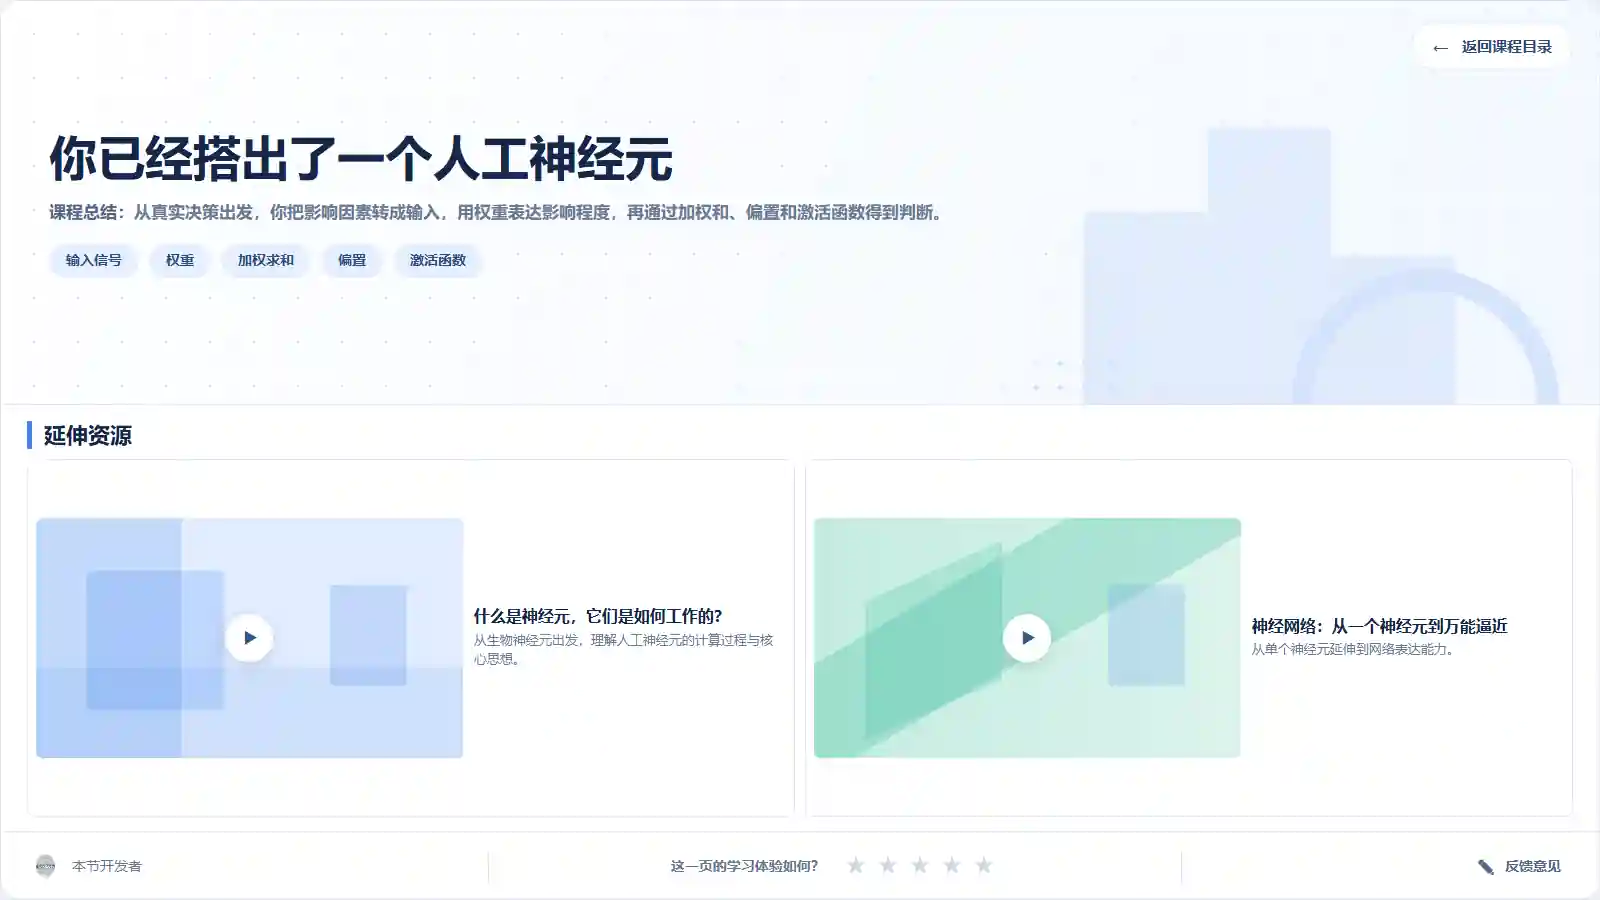 ← 返回课程目录
你已经搭出了一个人工神经元
课程总结：从真实决策出发，你把影响因素转成输入，用权重表达影响程度，再通过加权和、偏置和激活函数得到判断。
输入信号 权重 加权求和 偏置 激活函数
延伸资源
什么是神经元，它们是如何工作的？
从生物神经元出发，理解人工神经元的计算过程与核
心思想。
神经网络：从一个神经元到万能逼近
从单个神经元延伸到网络表达能力。
本节开发者
这一页的学习体验如何？
反馈意见